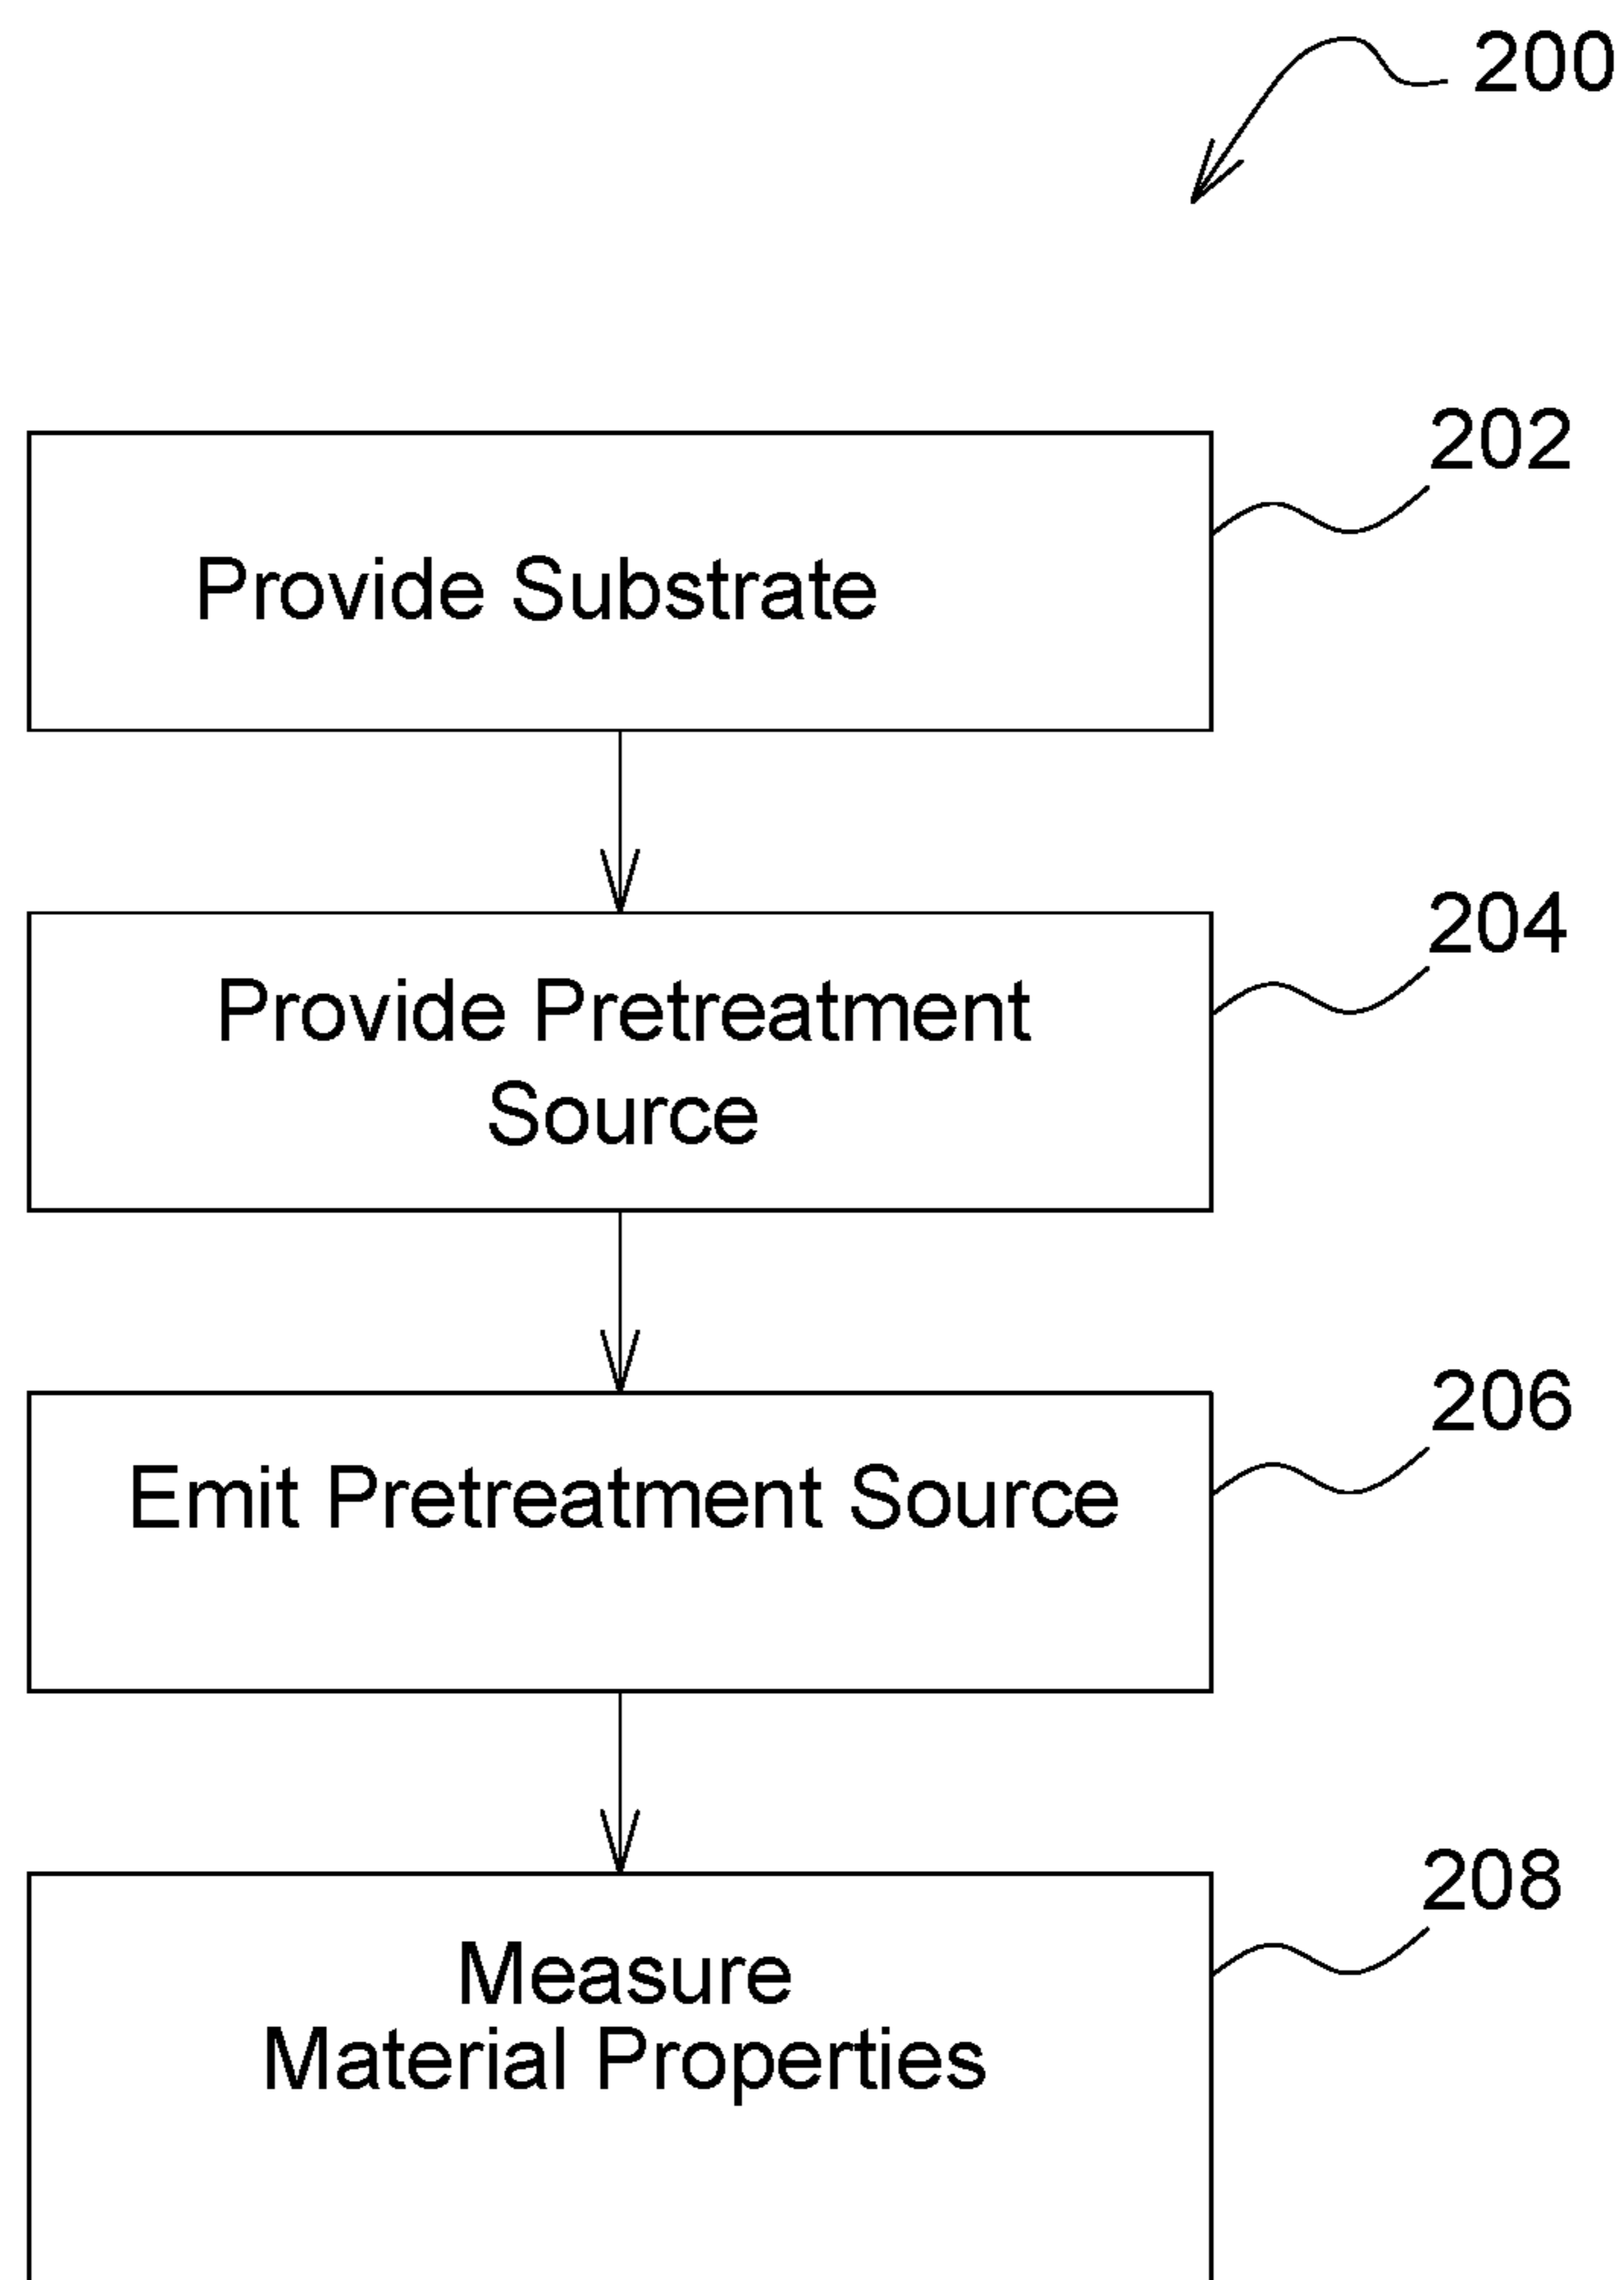 200
202
Provide Substrate
204
Provide Pretreatment
Source
206
Emit Pretreatment Source
208
Measure
Material Properties